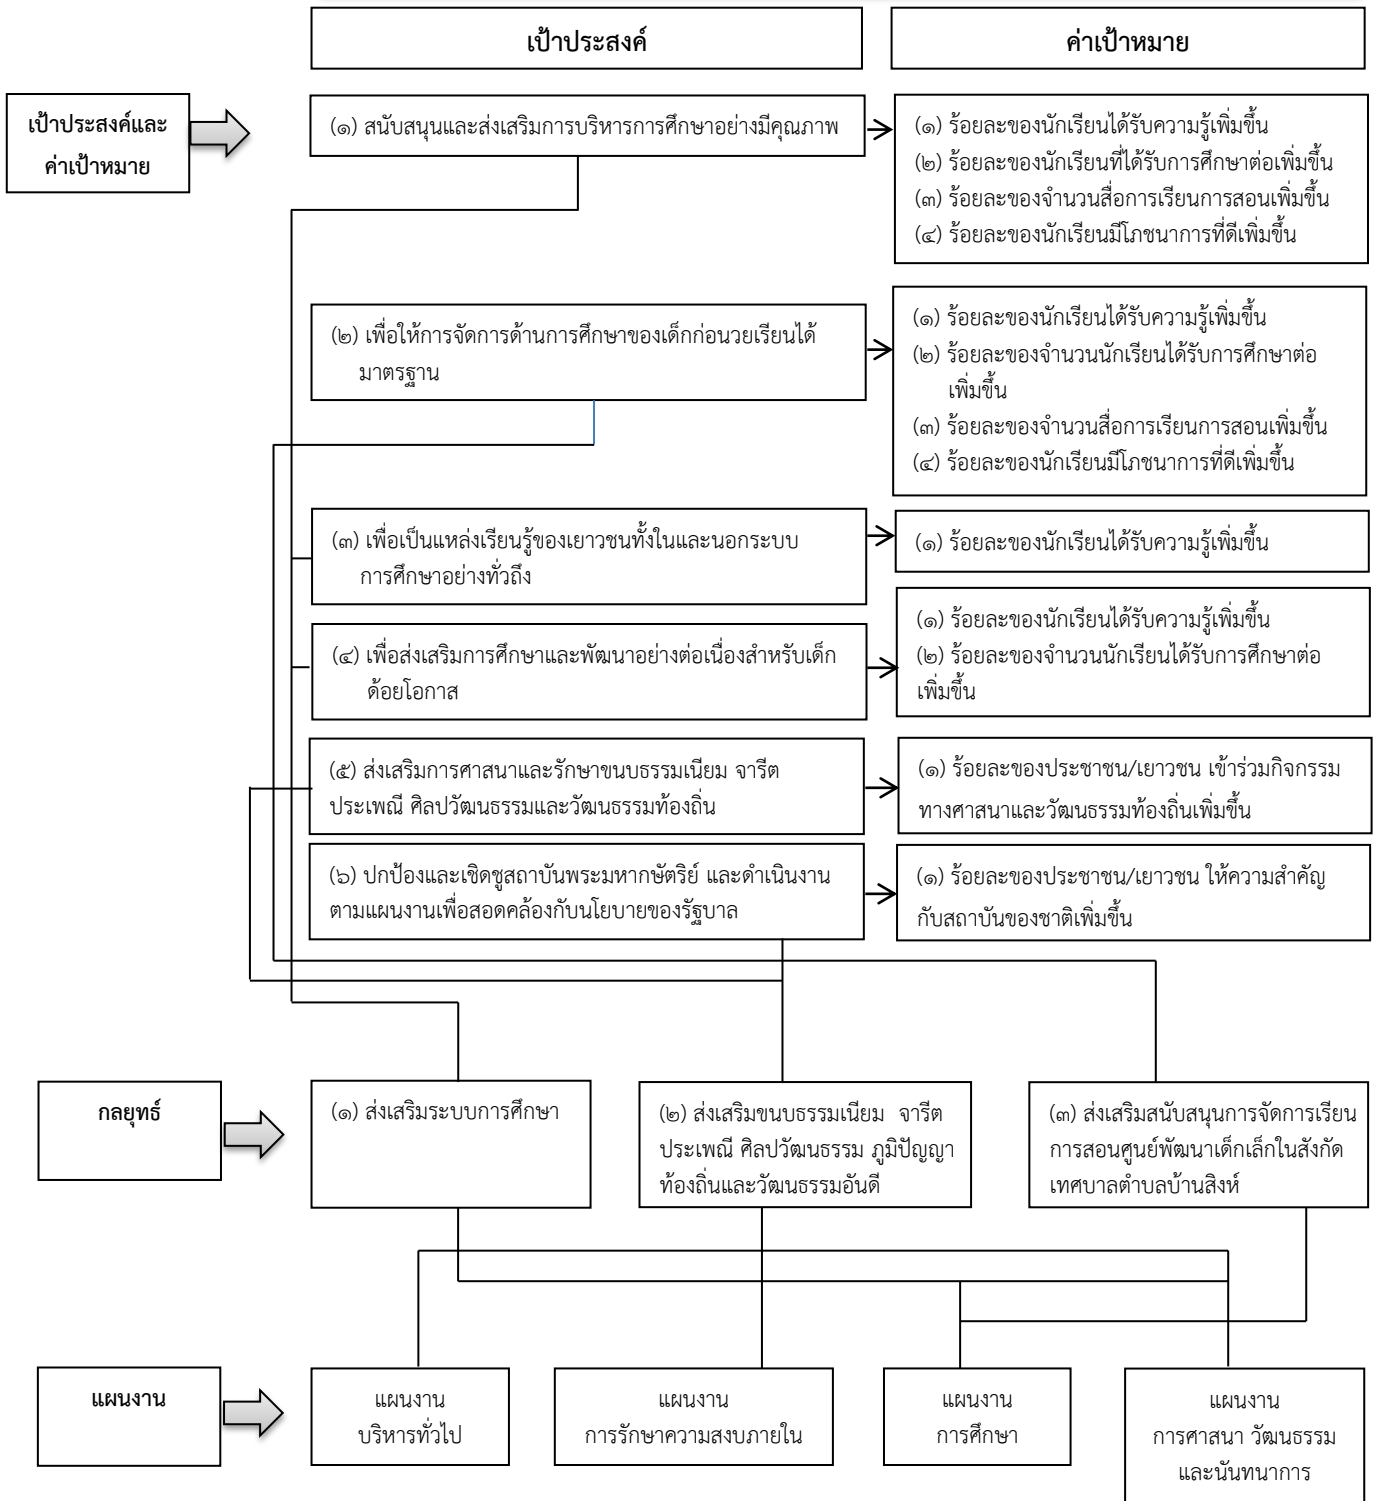 เป้าประสงค์
ค่าเป้าหมาย
เป้าประสงค์และ
ค่าเป้าหมาย
(๑) สนับสนุนและส่งเสริมการบริหารการศึกษาอย่างมีคุณภาพ
(๑) ร้อยละของนักเรียนได้รับความรู้เพิ่มขึ้น
(๒) ร้อยละของนักเรียนที่ได้รับการศึกษาต่อเพิ่มขึ้น
(๓) ร้อยละของจำนวนสื่อการเรียนการสอนเพิ่มขึ้น
(๔) ร้อยละของนักเรียนมีโภชนาการที่ดีเพิ่มขึ้น
(๒) เพื่อให้การจัดการด้านการศึกษาของเด็กก่อนวยเรียนได้
มาตรฐาน
(๑) ร้อยละของนักเรียนได้รับความรู้เพิ่มขึ้น
(๒) ร้อยละของจำนวนนักเรียนได้รับการศึกษาต่อ
เพิ่มขึ้น
(๓) ร้อยละของจำนวนสื่อการเรียนการสอนเพิ่มขึ้น
(๔) ร้อยละของนักเรียนมีโภชนาการที่ดีเพิ่มขึ้น
(๓) เพื่อเป็นแหล่งเรียนรู้ของเยาวชนทั้งในและนอกระบบ
การศึกษาอย่างทั่วถึง
(๑) ร้อยละของนักเรียนได้รับความรู้เพิ่มขึ้น
(๔) เพื่อส่งเสริมการศึกษาและพัฒนาอย่างต่อเนื่องสำหรับเด็ก
ด้อยโอกาส
(๑) ร้อยละของนักเรียนได้รับความรู้เพิ่มขึ้น
(๒) ร้อยละของจำนวนนักเรียนได้รับการศึกษาต่อ
เพิ่มขึ้น
(๕) ส่งเสริมการศาสนาและรักษาขนบธรรมเนียม จารีต
ประเพณี ศิลปวัฒนธรรมและวัฒนธรรมท้องถิ่น
(๑) ร้อยละของประชาชน/เยาวชน เข้าร่วมกิจกรรม
ทางศาสนาและวัฒนธรรมท้องถิ่นเพิ่มขึ้น
(๖) ปกป้องและเชิดชูสถาบันพระมหากษัตริย์ และดำเนินงาน
ตามแผนงานเพื่อสอดคล้องกับนโยบายของรัฐบาล
(๑) ร้อยละของประชาชน/เยาวชน ให้ความสำคัญ
กับสถาบันของชาติเพิ่มขึ้น
กลยุทธ์
(๑) ส่งเสริมระบบการศึกษา
(๒) ส่งเสริมขนบธรรมเนียม จารีต
ประเพณี ศิลปวัฒนธรรม ภูมิปัญญา
ท้องถิ่นและวัฒนธรรมอันดี
(๓) ส่งเสริมสนับสนุนการจัดการเรียน
การสอนศูนย์พัฒนาเด็กเล็กในสังกัด
เทศบาลตำบลบ้านสิงห์
แผนงาน
แผนงาน
บริหารทั่วไป
แผนงาน
การรักษาความสงบภายใน
แผนงาน
การศึกษา
แผนงาน
การศาสนา วัฒนธรรม
และนันทนาการ